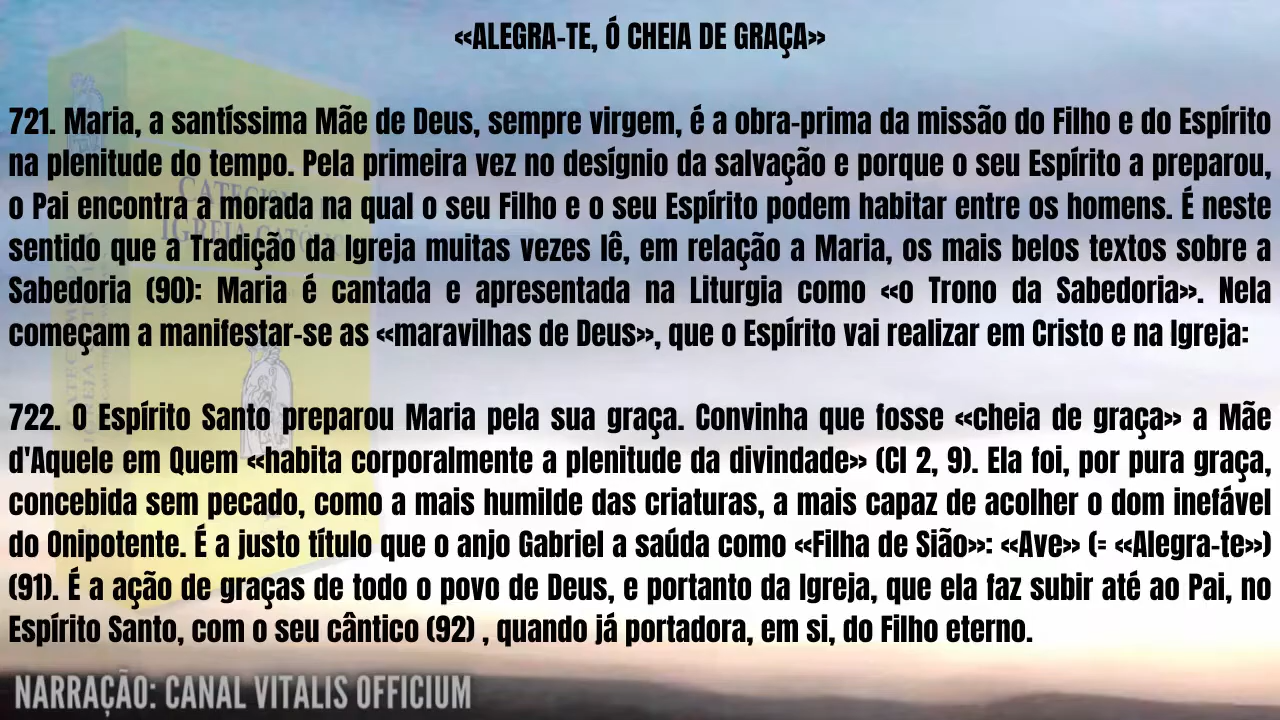 «ALEGRA-TE, Ó CHEIA DE GRAÇA»
721. Maria, a santíssima Mãe de Deus, sempre virgem, é a obra-prima da missão do Filho e do Espírito
na plenitude do tempo. Pela primeira vez no desígnio da salvação e porque o seu Espírito a preparou,
o Pai encontra a morada na qual o seu Filho e o seu Espírito podem habitar entre os homens. É neste
sentido que a Tradição da Igreja muitas vezes lê, em relação a Maria, os mais belos textos sobre a
Sabedoria (90): Maria é cantada e apresentada na Liturgia como «o Trono da Sabedoria». Nela
começam a manifestar-se as «maravilhas de Deus», que o Espírito vai realizar em Cristo e na Igreja:
722. O Espírito Santo preparou Maria pela sua graça. Convinha que fosse «cheia de graça» a Mãe
d'Aquele em Quem «habita corporalmente a plenitude da divindade» (Cl 2, 9). Ela foi, por pura graça,
concebida sem pecado, como a mais humilde das criaturas, a mais capaz de acolher o dom inefável
do Onipotente. É a justo título que o anjo Gabriel a saúda como «Filha de Sião»: «Ave» (= «Alegra-te»)
(91). É a ação de graças de todo o povo de Deus, e portanto da Igreja, que ela faz subir até ao Pai, no
Espírito Santo, com o seu cântico (92) , quando já portadora, em si, do Filho eterno.
NARRAÇÃO: CANAL VITALIS OFFICIUM